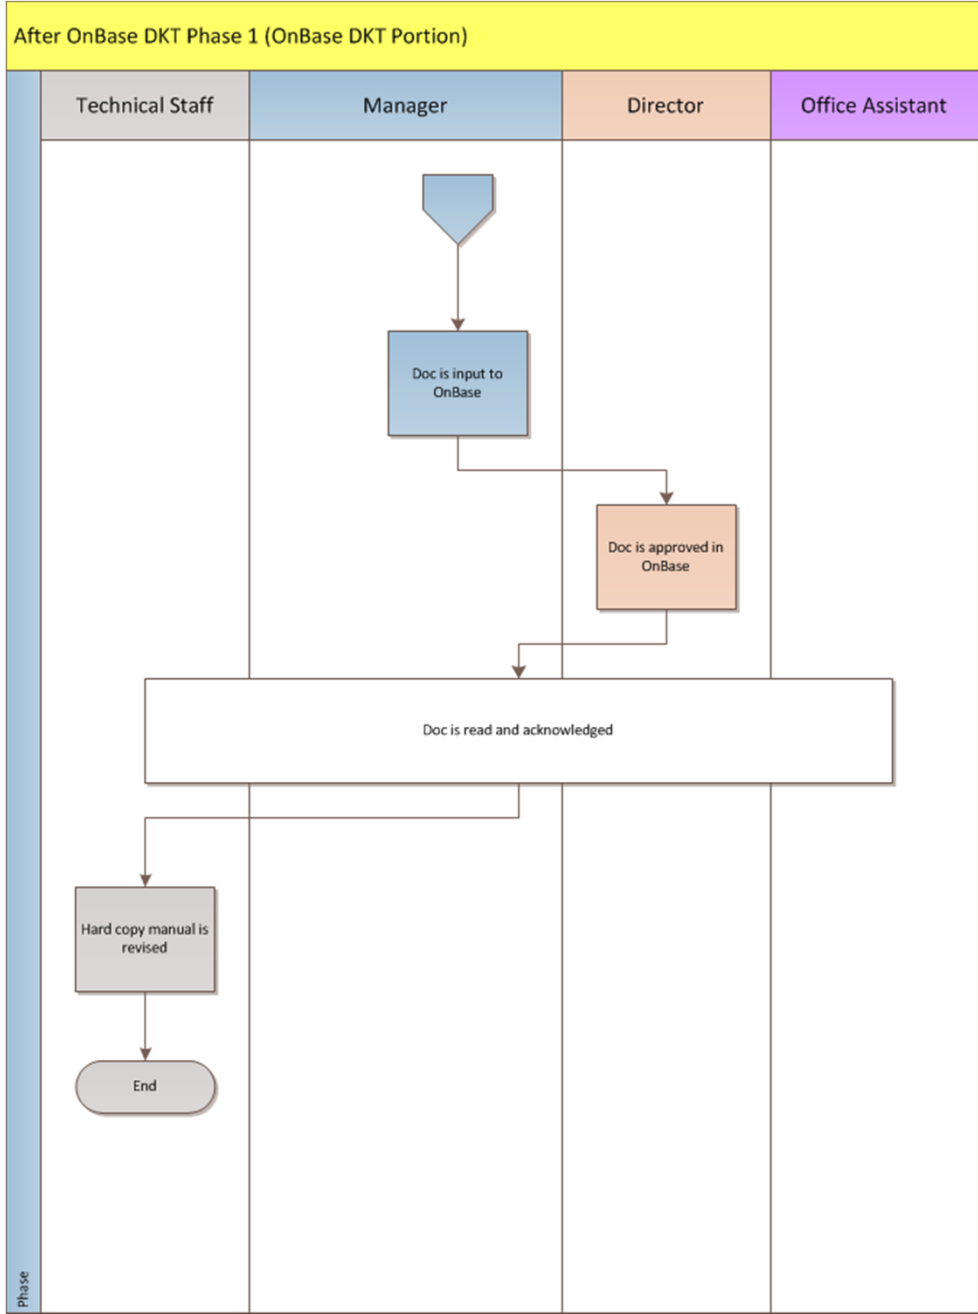 After OnBase DKT Phase 1 (OnBase DKT Portion)
Technical Staff
Manager
Director
Office Assistant
Doc is input to
OnBase
Doc is approved in
OnBase
Doc is read and acknowledged
Hard copy manual is
revised
End
Phase